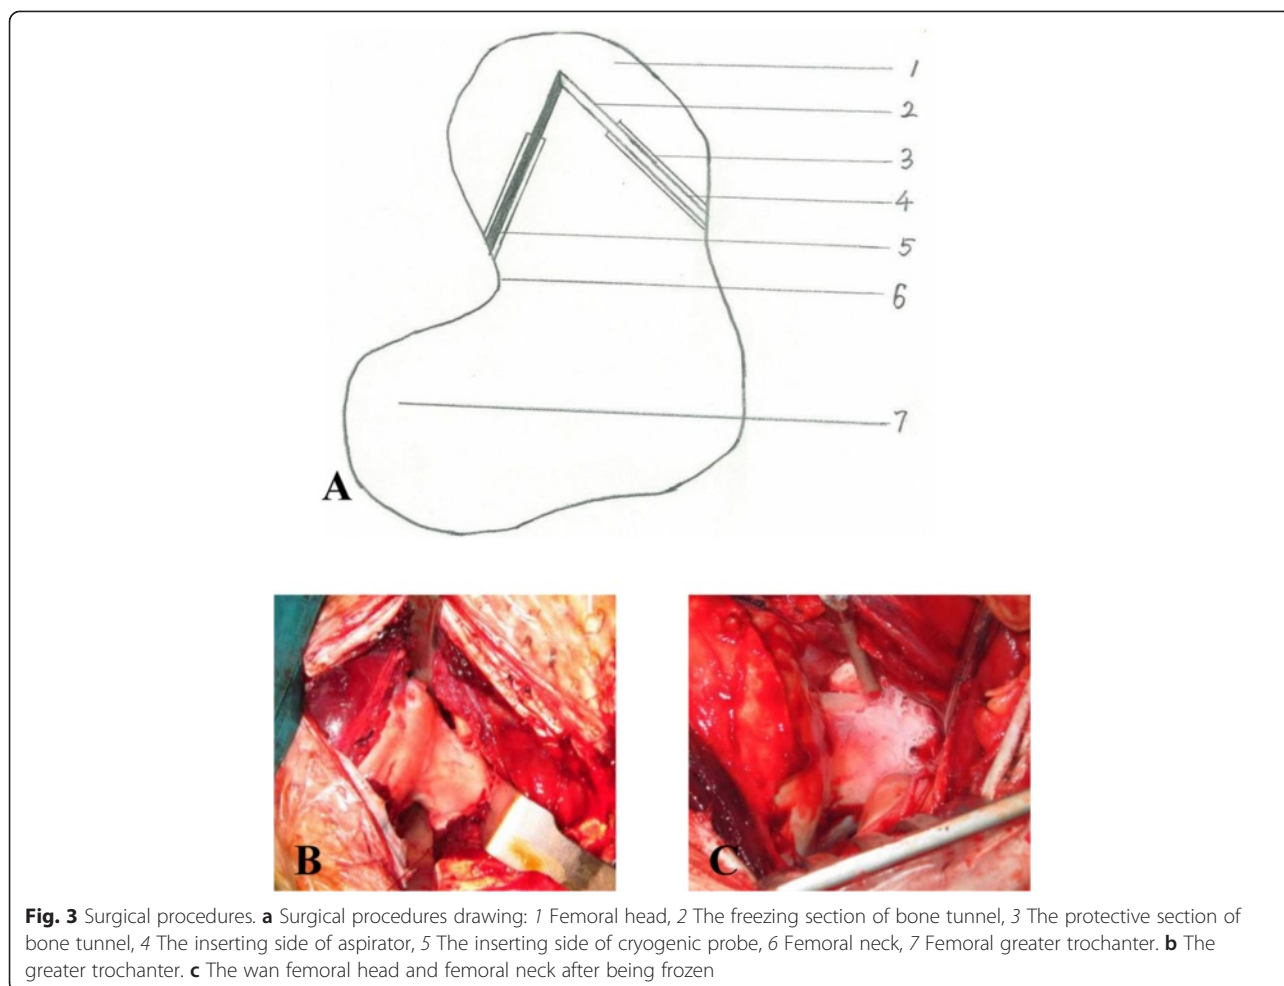 1
2
3
4
5
6
7
A
B
C
Fig. 3 Surgical procedures. a Surgical procedures drawing: 1 Femoral head, 2 The freezing section of bone tunnel, 3 The protective section of
bone tunnel, 4 The inserting side of aspirator, 5 The inserting side of cryogenic probe, 6 Femoral neck, 7 Femoral greater trochanter. b The
greater trochanter. c The wan femoral head and femoral neck after being frozen